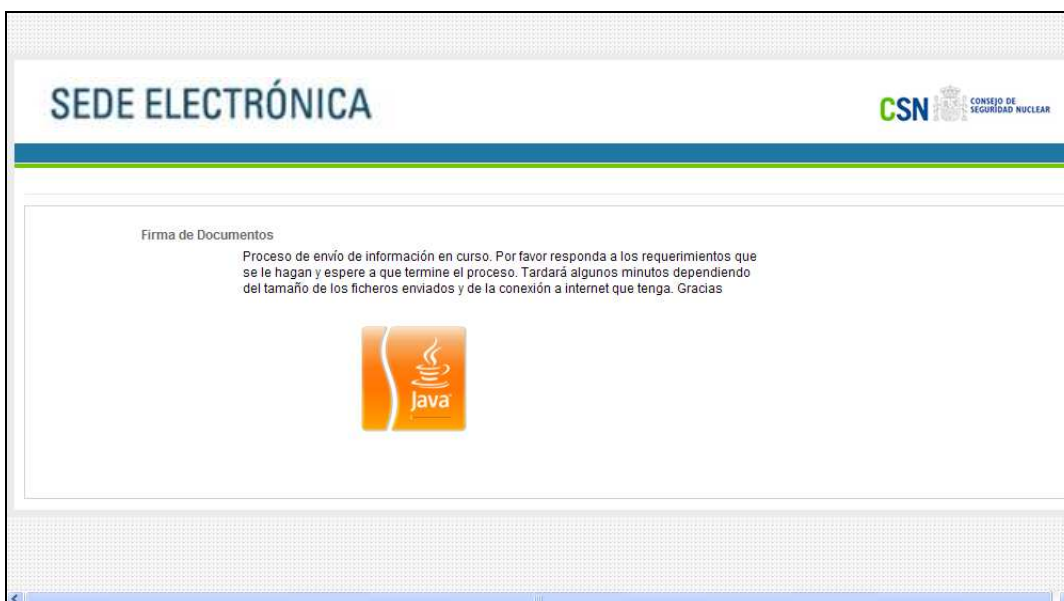 SEDE ELECTRÓNICA
CSN
CONSEJO DE
SEGURIDAD NUCLEAR
Firma de Documentos
Proceso de envío de información en curso. Por favor responda a los requerimientos que
se le hagan y espere a que termine el proceso. Tardará algunos minutos dependiendo
del tamaño de los ficheros enviados y de la conexión a internet que tenga. Gracias
Java